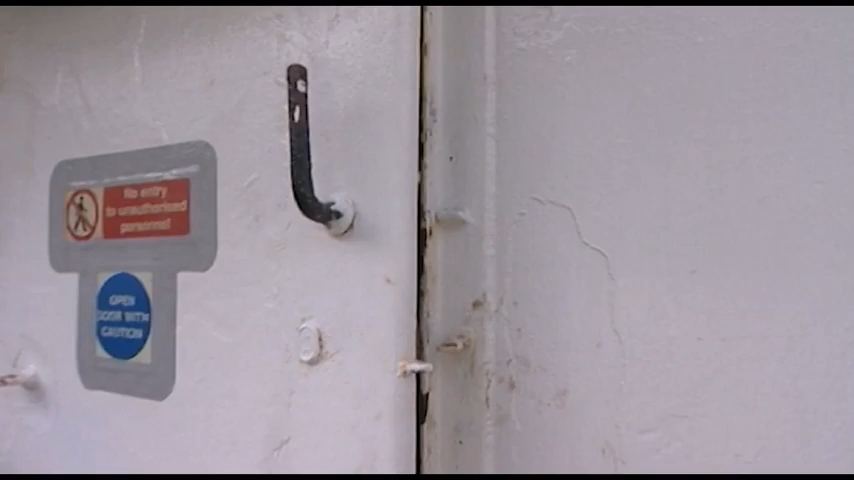 No entry
to unauthorised
personnel
OPEN
DOOR WITH
CAUTION